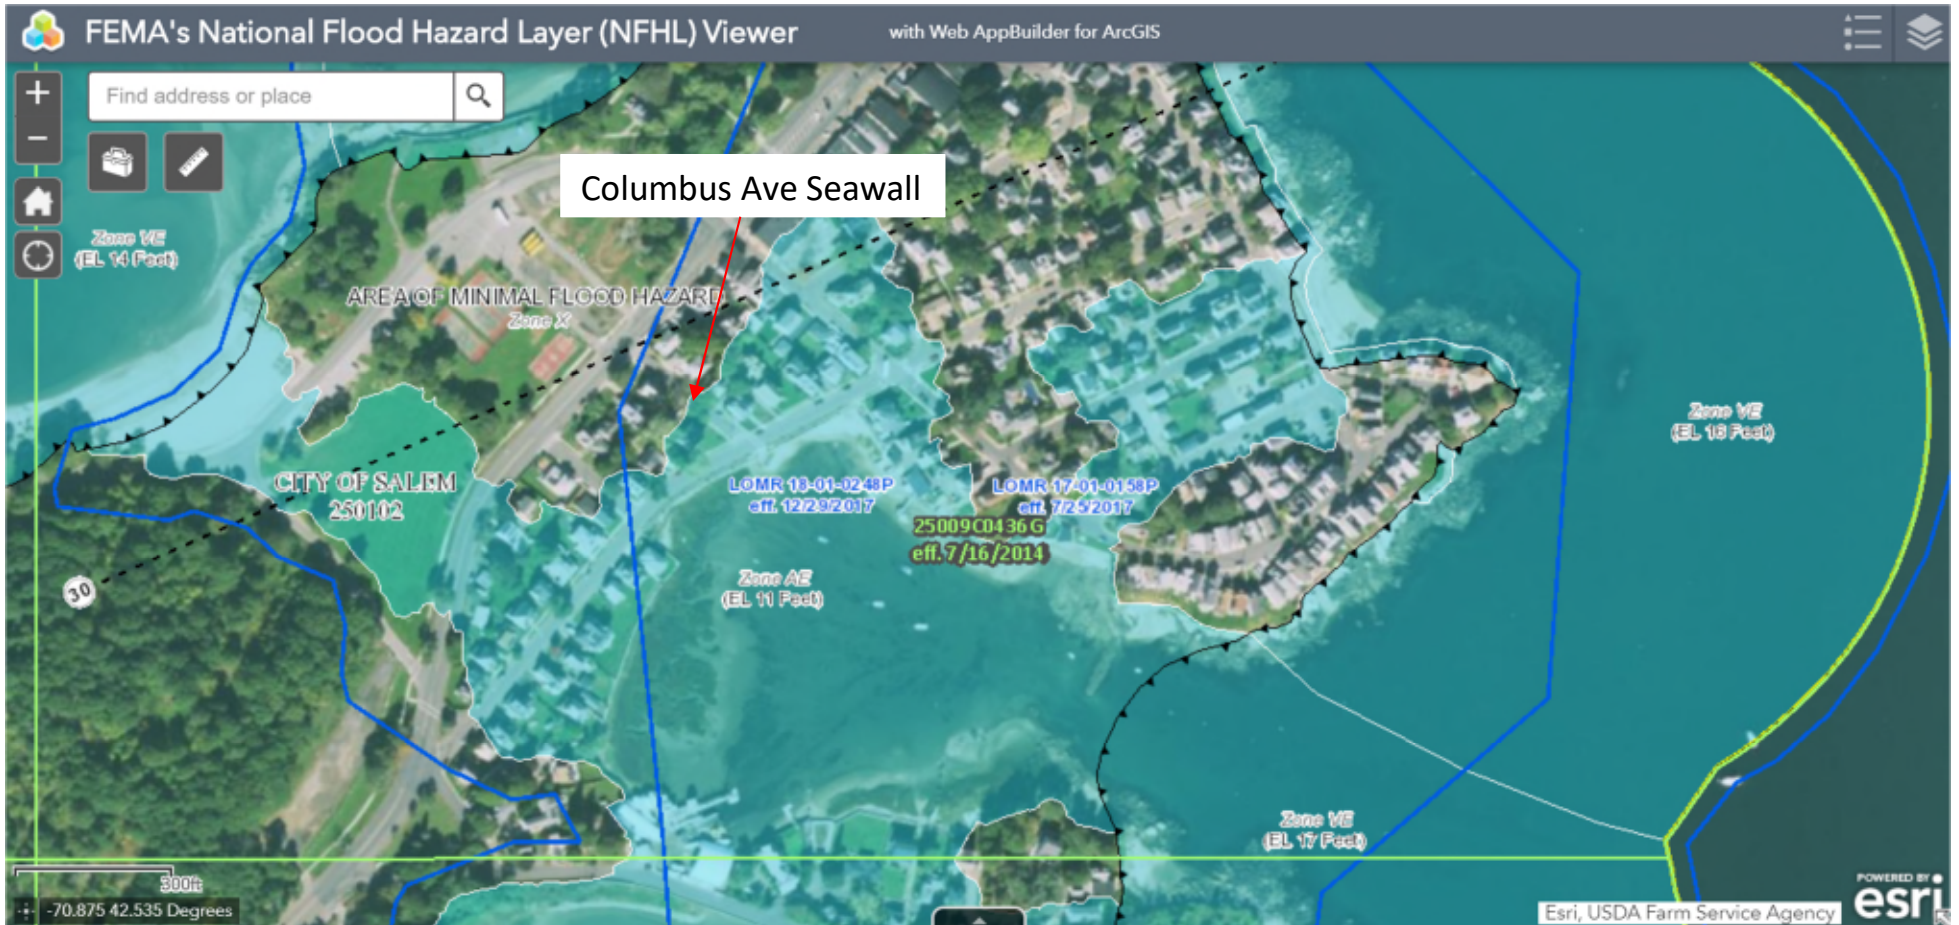 FEMA's National Flood Hazard Layer (NFHL) Viewer
with Web AppBuilder for ArcGIS
+
Find address or place
−
Columbus Ave Seawall
Zone VE
(EL 14 Feet)
AREA OF MINIMAL FLOOD HAZARD
Zone X
Zone VE
(EL 16 Feet)
CITY OF SALEM
250102
LOMR 18-01-0248P
eff. 12/29/2017
LOMR 17-01-0158P
eff. 7/25/2017
25009C0436G
eff. 7/16/2014
Zone AE
(EL 11 Feet)
30
Zone VE
(EL 17 Feet)
300ft
-70.875 42.535 Degrees
Esri, USDA Farm Service Agency
POWERED BY
esri